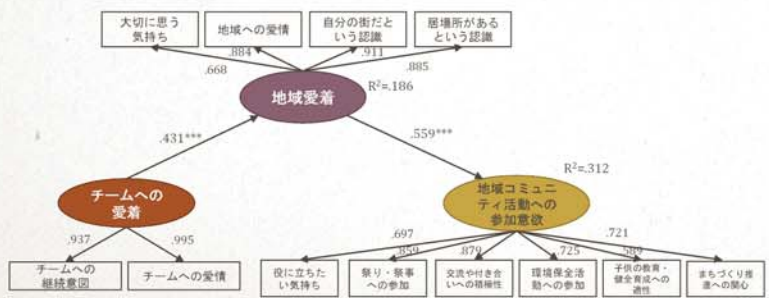 大切に思う
気持ち
地域への愛情
自分の街だと
いう認識
居場所がある
という認識
.668
.884
.911
.885
地域愛着
R²=.186
.431***
.559***
R²=.312
チームへの
愛着
地域コミュニ
ティ活動への
参加意欲
.937
.995
.697
.859
.879
.725
.589
.721
チームへの
継続意図
チームへの愛情
役に立ちた
い気持ち
祭り・祭事
への参加
交流や付き合
いへの積極性
環境保全活
動への参加
子供の教育・
健全育成への
適性
まちづくり推
進への関心